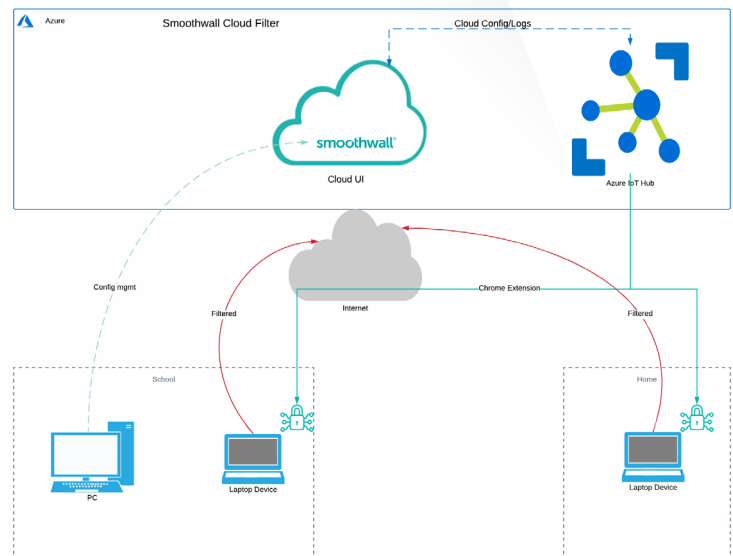 Azure
Smoothwall Cloud Filter
Cloud Config/Logs
smoothwall®
Cloud UI
Azure IoT Hub
Config mgmt
Internet
Chrome Extension
Filtered
Filtered
School
Home
PC
Laptop Device
Laptop Device